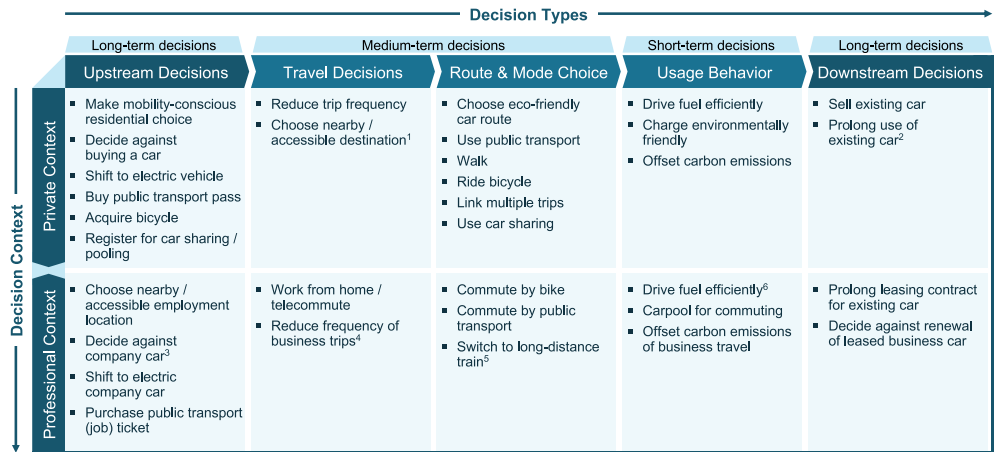 Decision Types
Long-term decisions
Medium-term decisions
Short-term decisions
Long-term decisions
Upstream Decisions
Travel Decisions
Route & Mode Choice
Usage Behavior
Downstream Decisions
Decision Context
Private Context
▪ Make mobility-conscious
residential choice
▪ Decide against
buying a car
▪ Shift to electric vehicle
▪ Buy public transport pass
▪ Acquire bicycle
▪ Register for car sharing /
pooling
▪ Reduce trip frequency
▪ Choose nearby /
accessible destination¹
▪ Choose eco-friendly
car route
▪ Use public transport
▪ Walk
▪ Ride bicycle
▪ Link multiple trips
▪ Use car sharing
▪ Drive fuel efficiently
▪ Charge environmentally
friendly
▪ Offset carbon emissions
▪ Sell existing car
▪ Prolong use of
existing car²
Professional Context
▪ Choose nearby /
accessible employment
location
▪ Decide against
company car³
▪ Shift to electric
company car
▪ Purchase public transport
(job) ticket
▪ Work from home /
telecommute
▪ Reduce frequency of
business trips⁴
▪ Commute by bike
▪ Commute by public
transport
▪ Switch to long-distance
train⁵
▪ Drive fuel efficiently⁶
▪ Carpool for commuting
▪ Offset carbon emissions
of business travel
▪ Prolong leasing contract
for existing car
▪ Decide against renewal
of leased business car